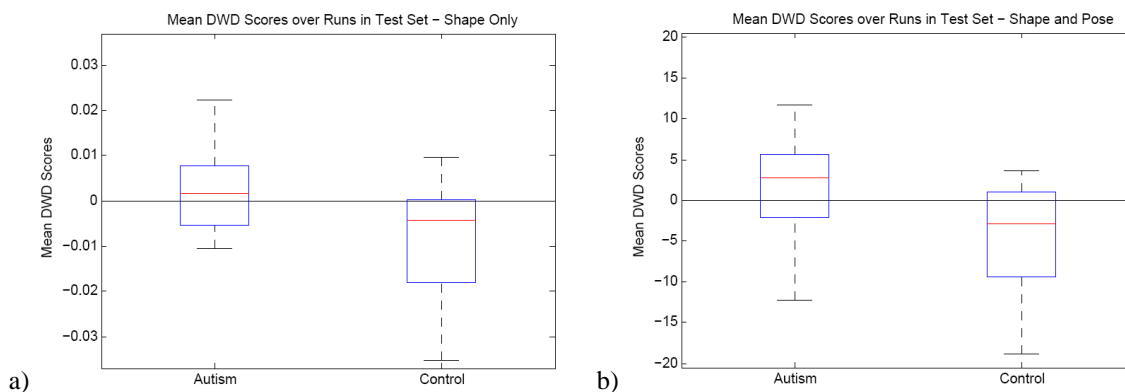 Mean DWD Scores over Runs in Test Set − Shape Only
0.03
0.02
0.01
0
−0.01
−0.02
−0.03
Mean DWD Scores
Autism
Control
a)
Mean DWD Scores over Runs in Test Set − Shape and Pose
20
15
10
5
0
−5
−10
−15
−20
Mean DWD Scores
Autism
Control
b)